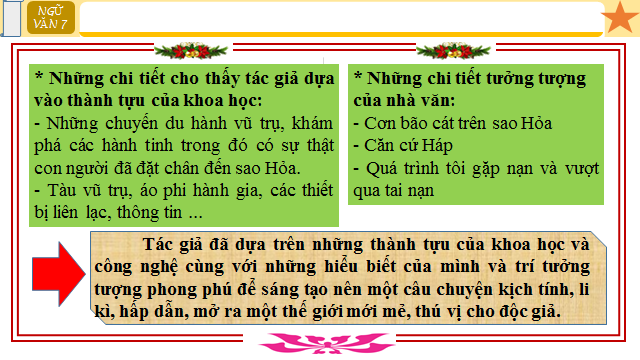 NGỮ
VĂN 7
* Những chi tiết cho thấy tác giả dựa
vào thành tựu của khoa học:
- Những chuyến du hành vũ trụ, khám
phá các hành tinh trong đó có sự thật
con người đã đặt chân đến sao Hỏa.
- Tàu vũ trụ, áo phi hành gia, các thiết
bị liên lạc, thông tin ...
* Những chi tiết tưởng tượng
của nhà văn:
- Cơn bão cát trên sao Hỏa
- Căn cứ Háp
- Quá trình tôi gặp nạn và vượt
qua tai nạn
Tác giả đã dựa trên những thành tựu của khoa học và
công nghệ cùng với những hiểu biết của mình và trí tưởng
tượng phong phú để sáng tạo nên một câu chuyện kịch tính, li
kì, hấp dẫn, mở ra một thế giới mới mẻ, thú vị cho độc giả.